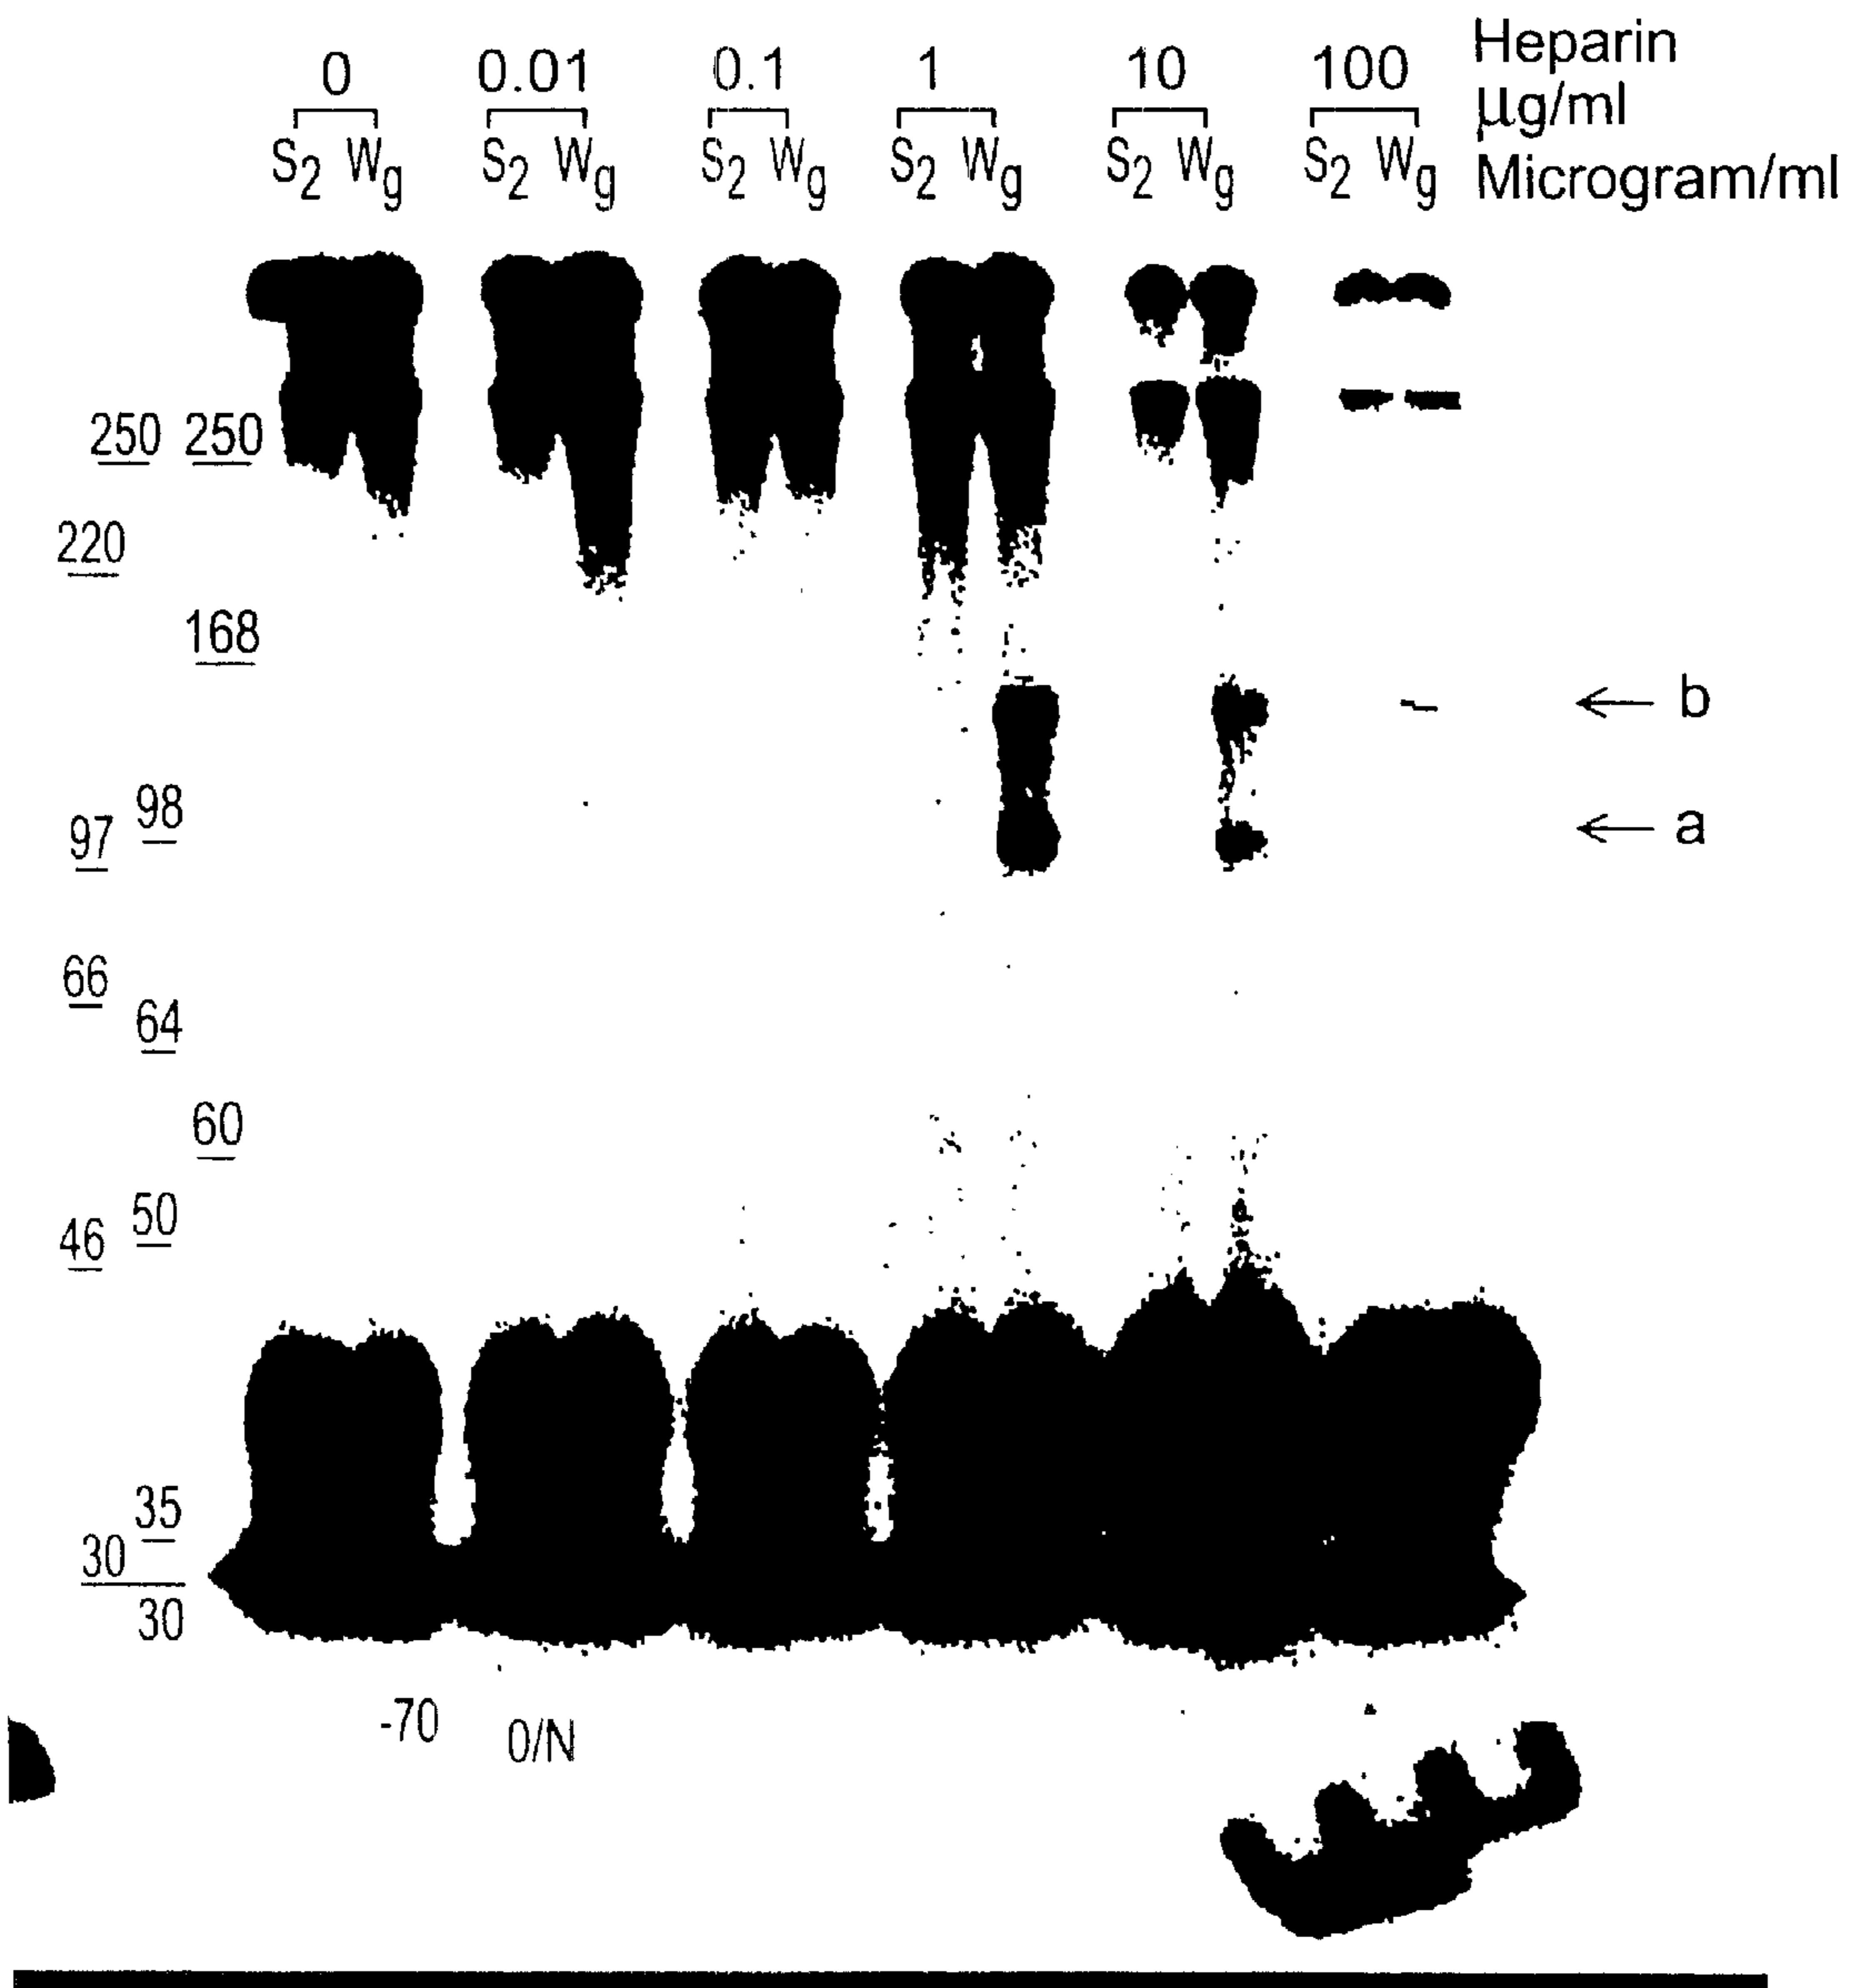 0 0.01 0.1 1 10 100 Heparin
µg/ml
S2 Wg S2 Wg S2 Wg S2 Wg S2 Wg S2 Wg Microgram/ml
250 250
220
168
b
98
97 a
66
64
60
50
46
35
30
30
-70 O/N